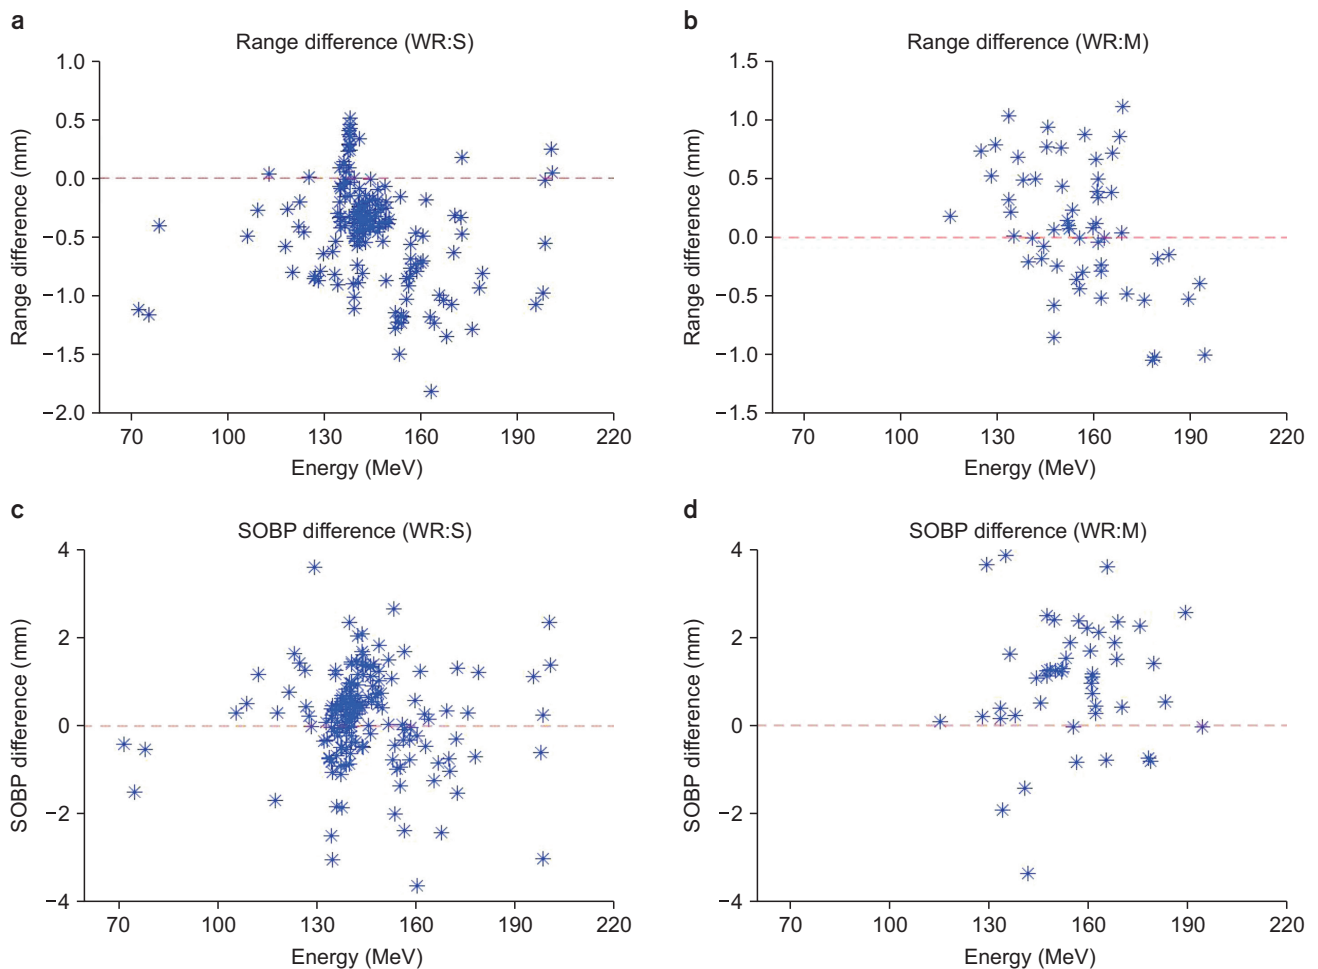 a
Range difference (WR:S)
1.0
0.5
0.0
−0.5
−1.0
−1.5
−2.0
Range difference (mm)
70 100 130 160 190 220
Energy (MeV)
b
Range difference (WR:M)
1.5
1.0
0.5
0.0
−0.5
−1.0
−1.5
Range difference (mm)
70 100 130 160 190 220
Energy (MeV)
c
SOBP difference (WR:S)
4
2
0
−2
−4
SOBP difference (mm)
70 100 130 160 190 220
Energy (MeV)
d
SOBP difference (WR:M)
4
2
0
−2
−4
SOBP difference (mm)
70 100 130 160 190 220
Energy (MeV)